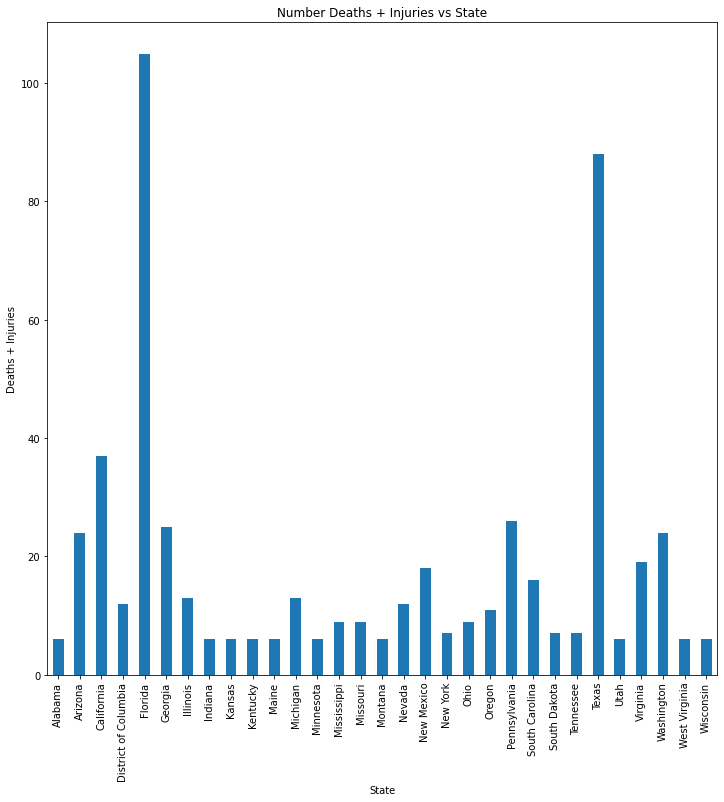 Number Deaths + Injuries vs State
Deaths + Injuries
100
80
60
40
20
0
Alabama
Arizona
California
District of Columbia
Florida
Georgia
Illinois
Indiana
Kansas
Kentucky
Maine
Michigan
Minnesota
Mississippi
Missouri
Montana
Nevada
New Mexico
New York
Ohio
Oregon
Pennsylvania
South Carolina
South Dakota
Tennessee
Texas
Utah
Virginia
Washington
West Virginia
Wisconsin
State